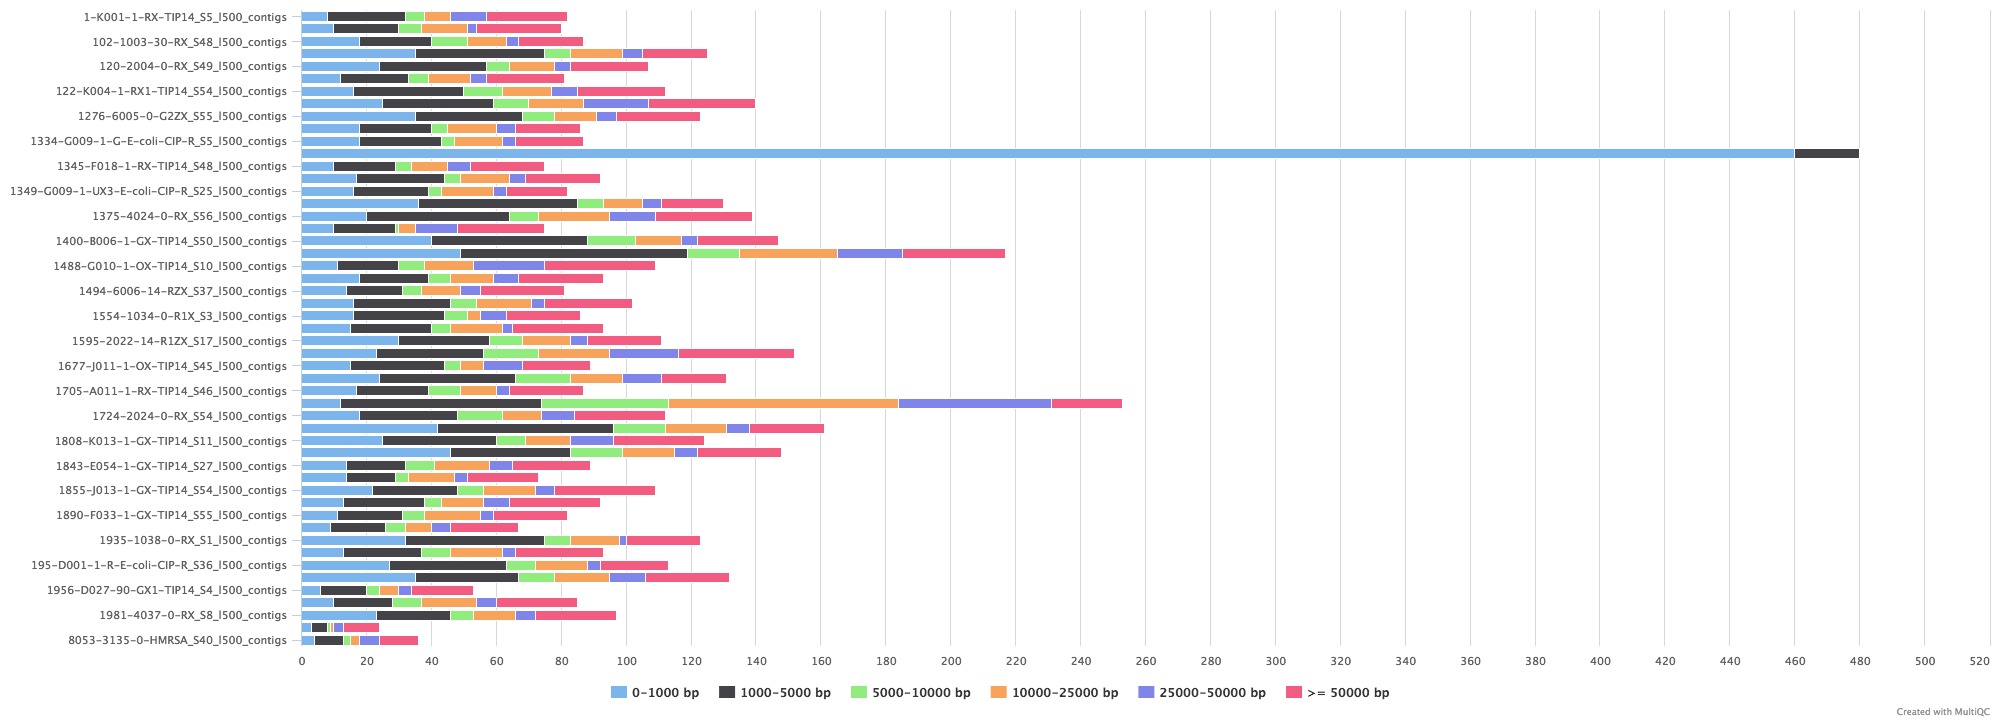 1-K001-1-RX-TIP14_S5_l500_contigs
102-1003-30-RX_S48_l500_contigs
120-2004-0-RX_S49_l500_contigs
122-K004-1-RX1-TIP14_S54_l500_contigs
1276-6005-0-G2ZX_S55_l500_contigs
1334-G009-1-G-E-coli-CIP-R_S5_l500_contigs
1345-F018-1-RX-TIP14_S48_l500_contigs
1349-G009-1-UX3-E-coli-CIP-R_S25_l500_contigs
1375-4024-0-RX_S56_l500_contigs
1400-B006-1-GX-TIP14_S50_l500_contigs
1488-G010-1-OX-TIP14_S10_l500_contigs
1494-6006-14-RZX_S37_l500_contigs
1554-1034-0-R1X_S3_l500_contigs
1595-2022-14-R1ZX_S17_l500_contigs
1677-J011-1-OX-TIP14_S45_l500_contigs
1705-A011-1-RX-TIP14_S46_l500_contigs
1724-2024-0-RX_S54_l500_contigs
1808-K013-1-GX-TIP14_S11_l500_contigs
1843-E054-1-GX-TIP14_S27_l500_contigs
1855-J013-1-GX-TIP14_S54_l500_contigs
1890-F033-1-GX-TIP14_S55_l500_contigs
1935-1038-0-RX_S1_l500_contigs
195-D001-1-R-E-coli-CIP-R_S36_l500_contigs
1956-D027-90-GX1-TIP14_S4_l500_contigs
1981-4037-0-RX_S8_l500_contigs
8053-3135-0-HMRSA_S40_l500_contigs
0 20 40 60 80 100 120 140 160 180 200 220 240 260 280 300 320 340 360 380 400 420 440 460 480 500 520
0-1000 bp 1000-5000 bp 5000-10000 bp 10000-25000 bp 25000-50000 bp >= 50000 bp
Created with MultiQC